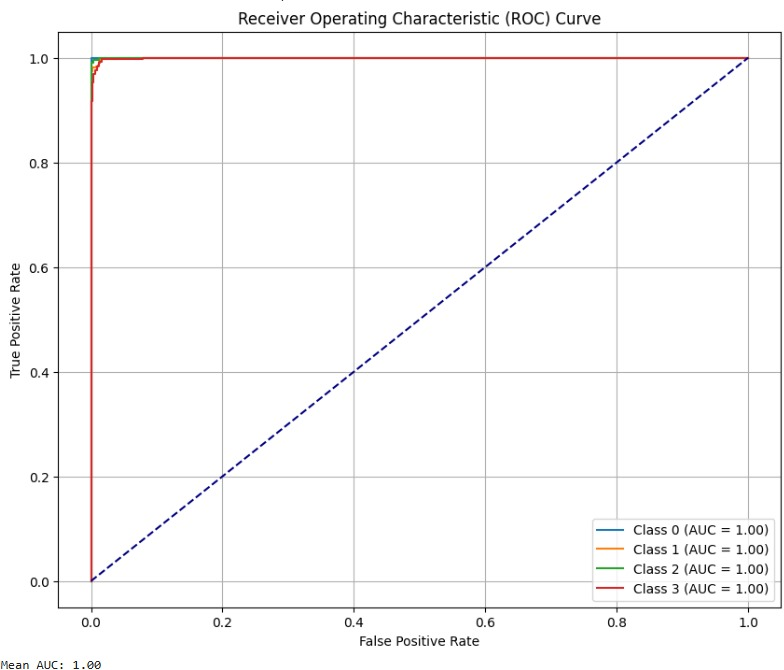 Receiver Operating Characteristic (ROC) Curve
1.0
0.8
0.6
0.4
0.2
0.0
True Positive Rate
0.0 0.2 0.4 0.6 0.8 1.0
False Positive Rate
Class 0 (AUC = 1.00)
Class 1 (AUC = 1.00)
Class 2 (AUC = 1.00)
Class 3 (AUC = 1.00)
Mean AUC: 1.00